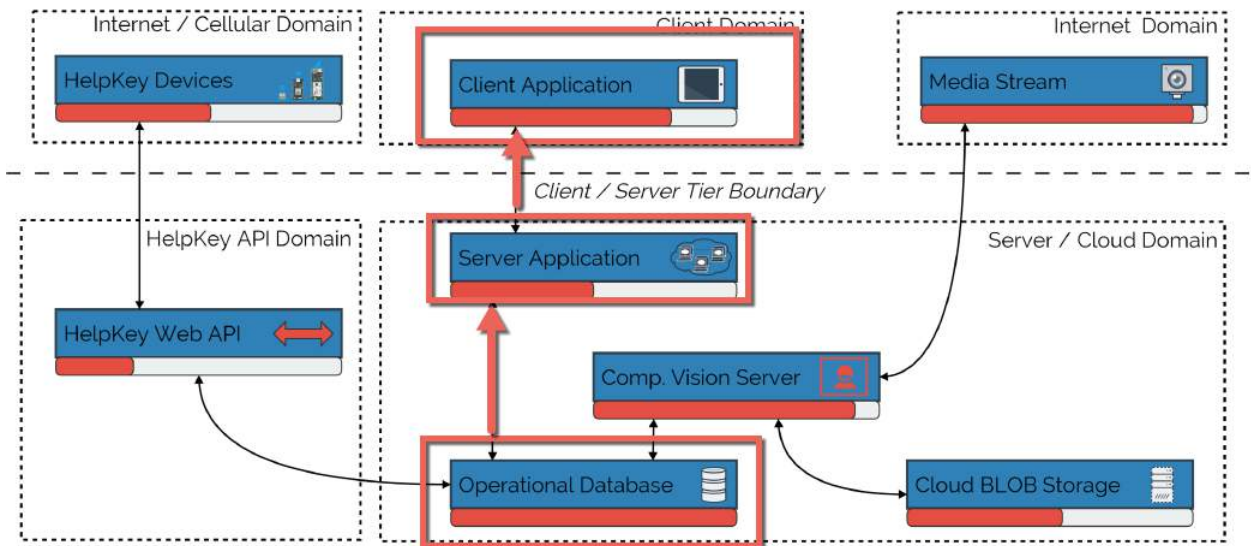 Internet / Cellular Domain
Client Domain
Internet Domain
HelpKey Devices
Client Application
Media Stream
Client / Server Tier Boundary
HelpKey API Domain
Server / Cloud Domain
Server Application
HelpKey Web API
Comp. Vision Server
Operational Database
Cloud BLOB Storage